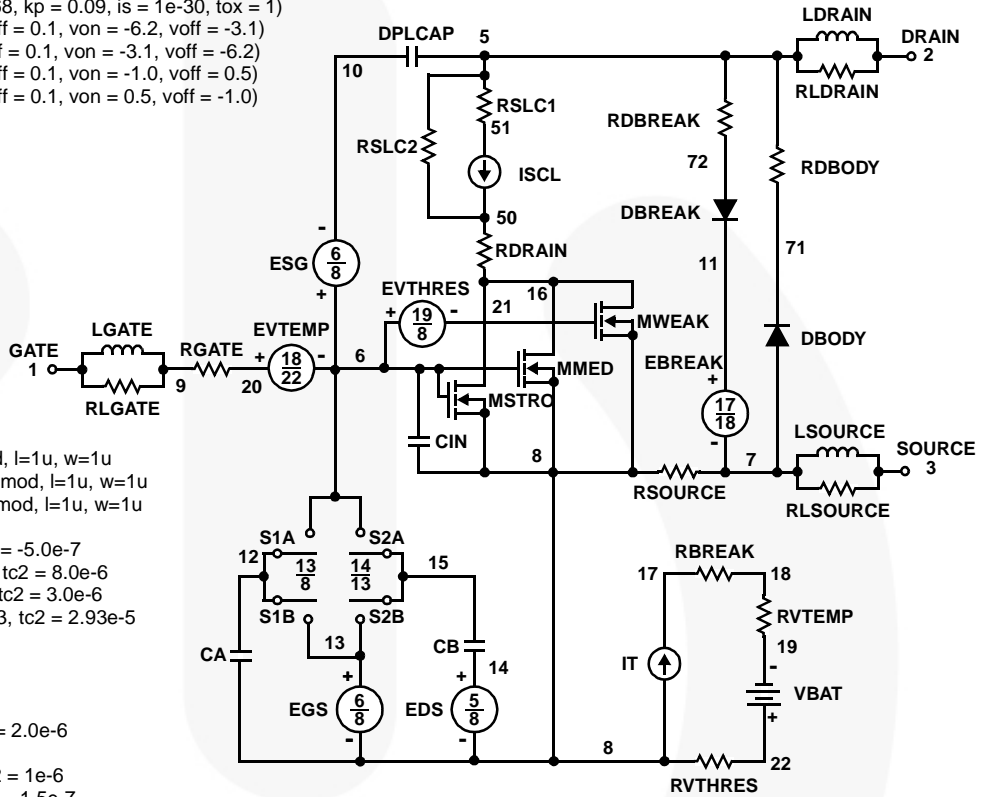 68, kp = 0.09, is = 1e-30, tox = 1)
ff = 0.1, von = -6.2, voff = -3.1)
f = 0.1, von = -3.1, voff = -6.2)
ff = 0.1, von = -1.0, voff = 0.5)
ff = 0.1, von = 0.5, voff = -1.0)
DPLCAP
5
10
LDRAIN
DRAIN
2
RLDRAIN
RSLC1
51
RSLC2
ISCL
50
RDRAIN
RDBREAK
72
DBREAK
11
RDBODY
71
DBODY
ESG
6
8
-
+
EVTHRES
+
19
8
-
21
16
MWEAK
MMED
MSTRO
CIN
EBREAK
+
17
18
-
GATE
1
LGATE
RLGATE
9
RGATE
20
EVTEMP
+
18
22
-
6
8
RSOURCE
7
LSOURCE
RLSOURCE
SOURCE
3
, l=1u, w=1u
mod, l=1u, w=1u
mod, l=1u, w=1u
= -5.0e-7
tc2 = 8.0e-6
tc2 = 3.0e-6
3, tc2 = 2.93e-5
= 2.0e-6
2 = 1e-6
S1A
S2A
12
13
8
14
13
15
S1B
S2B
13
CA
CB
14
+
EGS
6
8
-
+
EDS
5
8
-
8
RBREAK
17
18
RVTEMP
19
IT
-
VBAT
+
RVTHRES
22